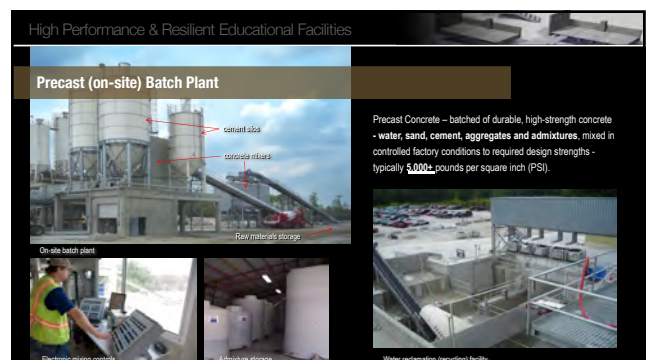 High Performance & Resilient Educational Facilities
Precast (on-site) Batch Plant
cement silos
concrete mixers
Raw materials storage
On-site batch plant
Precast Concrete – batched of durable, high-strength concrete
- water, sand, cement, aggregates and admixtures, mixed in
controlled factory conditions to required design strengths -
typically 5,000+ pounds per square inch (PSI).
Electronic mixing controls
Admixture storage
Water reclamation (recycling) facility